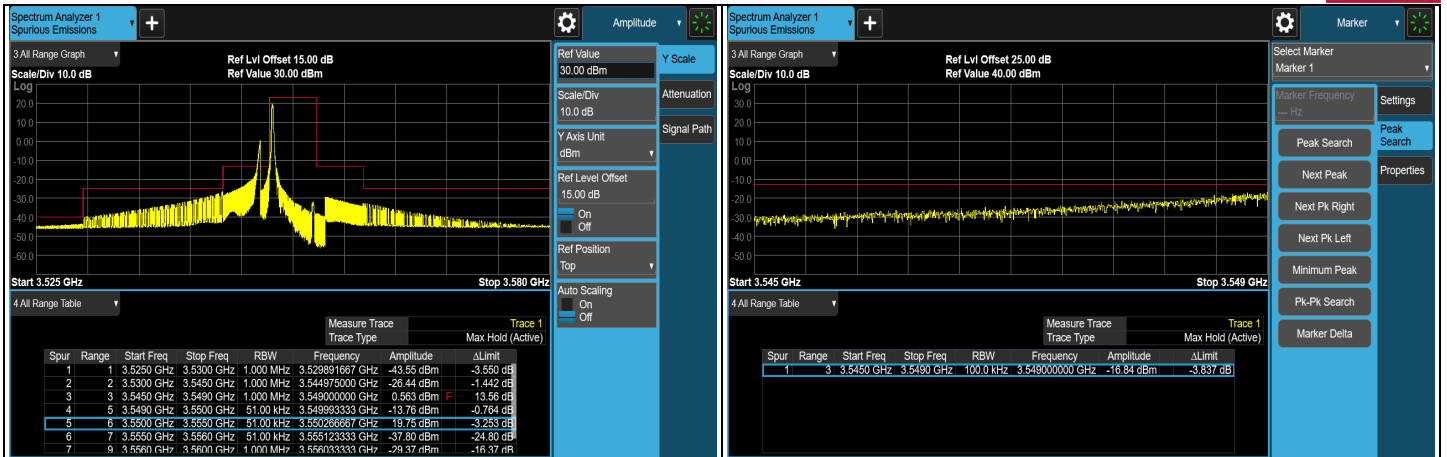 Spectrum Analyzer 1
Spurious Emissions
+
Amplitude
3 All Range Graph
Ref Lvl Offset 15.00 dB
Scale/Div 10.0 dB
Ref Value 30.00 dBm
Log
20.0
10.0
0.00
-10.0
-20.0
-30.0
-40.0
-50.0
-60.0
Start 3.525 GHz
Stop 3.580 GHz
Ref Value
30.00 dBm
Scale/Div
10.0 dB
Y Axis Unit
dBm
Ref Level Offset
15.00 dB
On
Off
Ref Position
Top
Auto Scaling
On
Off
Y Scale
Attenuation
Signal Path
4 All Range Table
Measure Trace Trace 1
Trace Type Max Hold (Active)
Spur Range Start Freq Stop Freq RBW Frequency Amplitude ΔLimit
1 1 3.5250 GHz 3.5300 GHz 1.000 MHz 3.529891667 GHz -43.55 dBm -3.550 dB
2 2 3.5300 GHz 3.5450 GHz 1.000 MHz 3.544975000 GHz -26.44 dBm -1.442 dB
3 3 3.5450 GHz 3.5490 GHz 1.000 MHz 3.549000000 GHz 0.563 dBm F 13.56 dB
4 5 3.5490 GHz 3.5500 GHz 51.00 kHz 3.549993333 GHz -13.76 dBm -0.764 dB
5 6 3.5500 GHz 3.5550 GHz 51.00 kHz 3.550266667 GHz 19.75 dBm -3.253 dB
6 7 3.5550 GHz 3.5560 GHz 51.00 kHz 3.555123333 GHz -37.80 dBm -24.80 dB
7 9 3.5560 GHz 3.5600 GHz 1.000 MHz 3.556033333 GHz -29.37 dBm -16.37 dB
Spectrum Analyzer 1
Spurious Emissions
+
Marker
3 All Range Graph
Ref Lvl Offset 25.00 dB
Scale/Div 10.0 dB
Ref Value 40.00 dBm
Log
30.0
20.0
10.0
0.00
-10.0
-20.0
-30.0
-40.0
-50.0
Start 3.545 GHz
Stop 3.549 GHz
Select Marker
Marker 1
Marker Frequency
--- Hz
Peak Search
Next Peak
Next Pk Right
Next Pk Left
Minimum Peak
Pk-Pk Search
Marker Delta
Settings
Peak
Search
Properties
4 All Range Table
Measure Trace Trace 1
Trace Type Max Hold (Active)
Spur Range Start Freq Stop Freq RBW Frequency Amplitude ΔLimit
1 3 3.5450 GHz 3.5490 GHz 100.0 kHz 3.549000000 GHz -16.84 dBm -3.837 dB